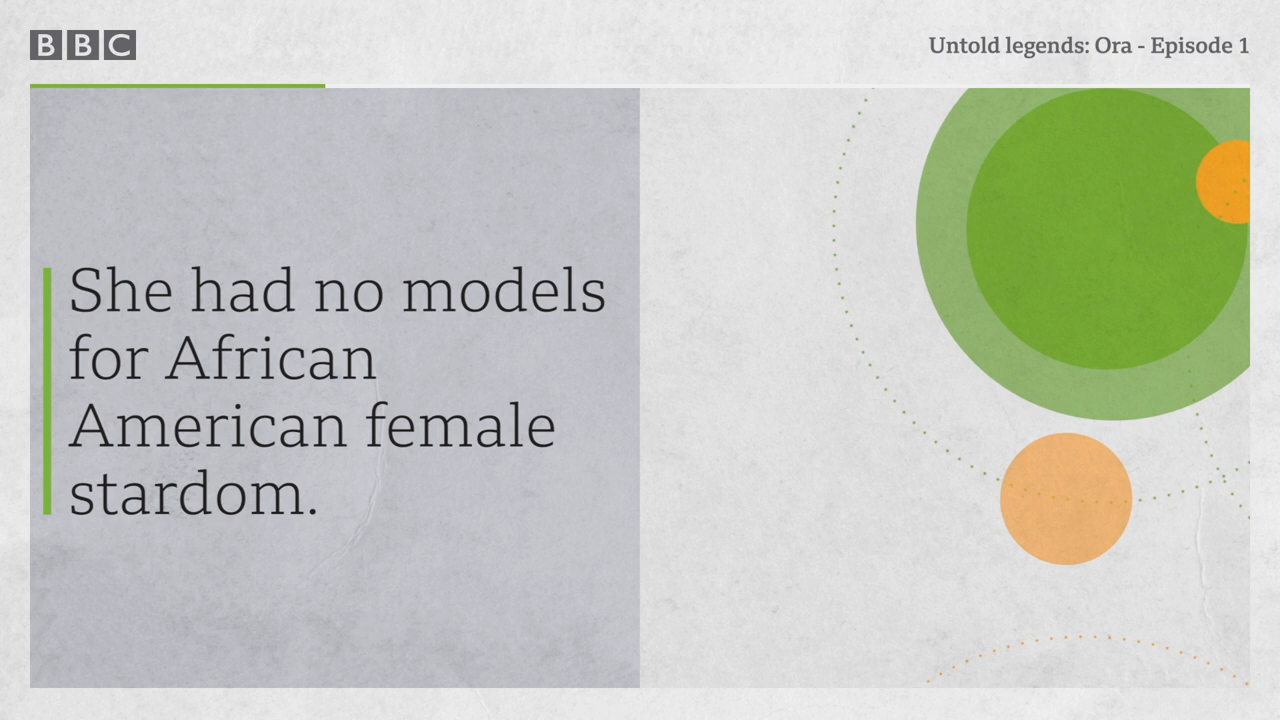 BBC
Untold legends: Ora - Episode 1
She had no models
for African
American female
stardom.